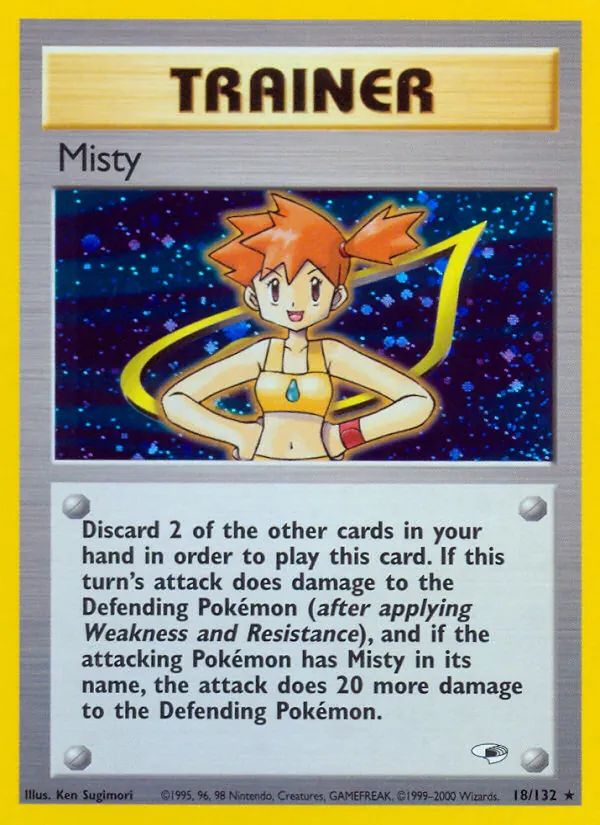 TRAINER
Misty
Discard 2 of the other cards in your
hand in order to play this card. If this
turn's attack does damage to the
Defending Pokémon (after applying
Weakness and Resistance), and if the
attacking Pokémon has Misty in its
name, the attack does 20 more damage
to the Defending Pokémon.
Illus. Ken Sugimori ©1995, 96, 98 Nintendo, Creatures, GAMEFREAK. ©1999–2000 Wizards. 18/132 ★